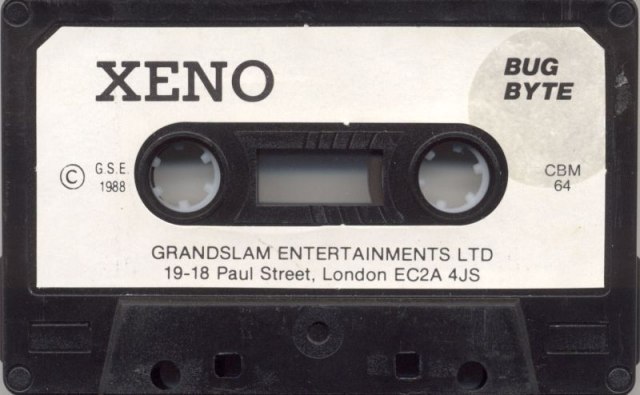 XENO
BUG
BYTE
© G.S.E.
1988
CBM
64
GRANDSLAM ENTERTAINMENTS LTD
19-18 Paul Street, London EC2A 4JS